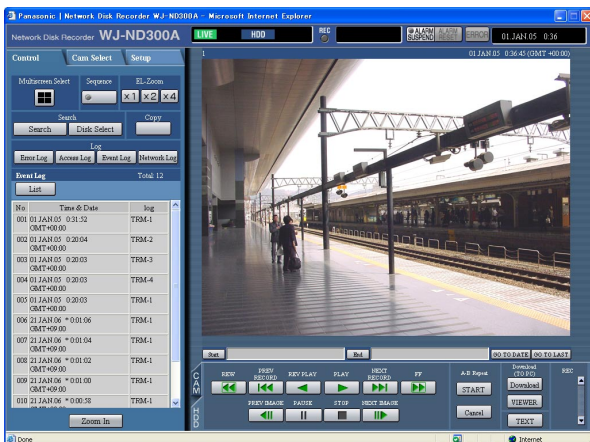 Panasonic | Network Disk Recorder WJ-ND300A - Microsoft Internet Explorer
Network Disk Recorder WJ-ND300A
LIVE HDD REC ALARM SUSPEND ALARM RESET ERROR 01.JAN.05 0:36
Control Cam Select Setup
1 01.JAN.05 0:36:45 (GMT +00:00)
Multiscreen Select Sequence EL-Zoom
x1 x2 x4
Search Copy
Search Disk Select
Log
Error Log Access Log Event Log Network Log
Event Log Total: 12
List
No Time & Date log
001 01.JAN.05 0:31:52 TRM-1
GMT+00:00
002 01.JAN.05 0:20:04 TRM-2
GMT+00:00
003 01.JAN.05 0:20:03 TRM-3
GMT+00:00
004 01.JAN.05 0:20:03 TRM-4
GMT+00:00
005 01.JAN.05 0:20:03 TRM-1
GMT+00:00
006 21.JAN.06 *0:01:06 TRM-1
GMT+09:00
007 21.JAN.06 *0:01:04 TRM-1
GMT+09:00
008 21.JAN.06 *0:01:02 TRM-1
GMT+09:00
009 21.JAN.06 *0:01:00 TRM-1
GMT+09:00
010 21.JAN.06 *0:00:58 TRM-1
Zoom In
Start End GO TO DATE GO TO LAST
CAM
HDD
REW PREV RECORD REV PLAY PLAY NEXT RECORD FF
PREV IMAGE PAUSE STOP NEXT IMAGE
A-B Repeat
START
Cancel
Download (TO PC)
Download
VIEWER
TEXT
REC
Done Internet